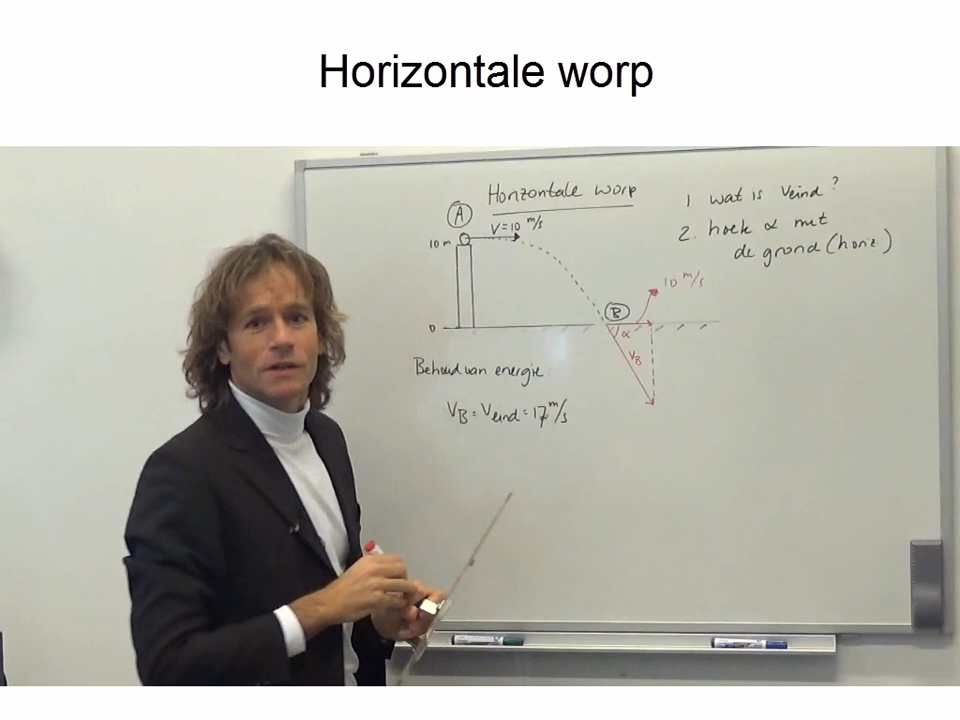 Horizontale worp
Horizontale worp
A
V = 10 m/s
10 m
0
B
10 m/s
α
VB
1 wat is Veind?
2. hoek α met
de grond (horiz)
Behoud van energie
VB = Veind = 17 m/s